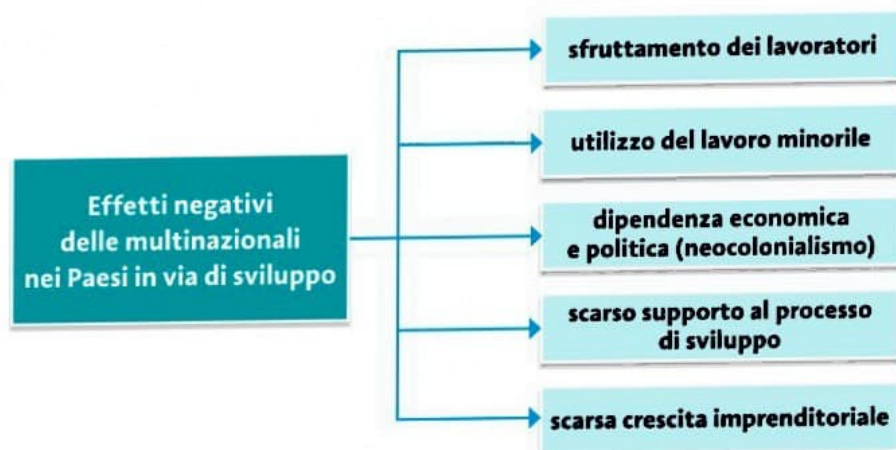 Effetti negativi
delle multinazionali
nei Paesi in via di sviluppo
sfruttamento dei lavoratori
utilizzo del lavoro minorile
dipendenza economica
e politica (neocolonialismo)
scarso supporto al processo
di sviluppo
scarsa crescita imprenditoriale